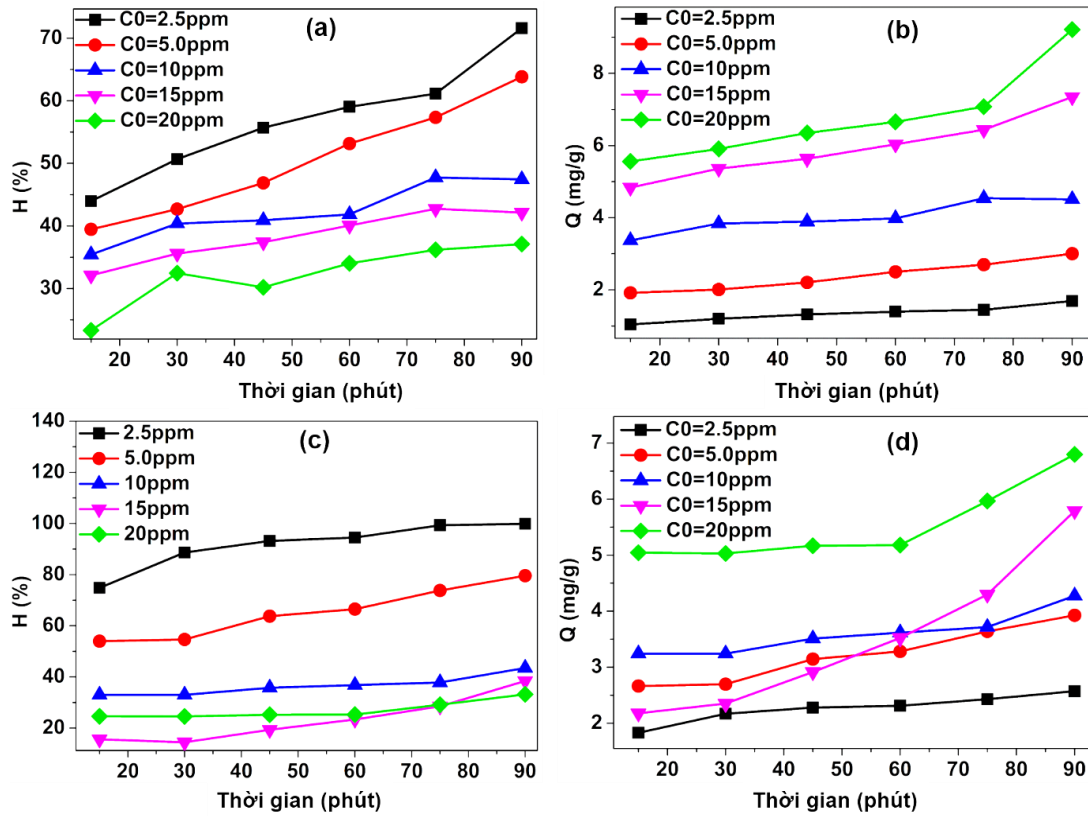 (a)
C0=2.5ppm
C0=5.0ppm
C0=10ppm
C0=15ppm
C0=20ppm
H (%)
70
60
50
40
30
20 30 40 50 60 70 80 90
Thời gian (phút)
(b)
C0=2.5ppm
C0=5.0ppm
C0=10ppm
C0=15ppm
C0=20ppm
Q (mg/g)
8
6
4
2
20 30 40 50 60 70 80 90
Thời gian (phút)
(c)
2.5ppm
5.0ppm
10ppm
15ppm
20ppm
H (%)
140
120
100
80
60
40
20
20 30 40 50 60 70 80 90
Thời gian (phút)
(d)
C0=2.5ppm
C0=5.0ppm
C0=10ppm
C0=15ppm
C0=20ppm
Q (mg/g)
7
6
5
4
3
2
20 30 40 50 60 70 80 90
Thời gian (phút)